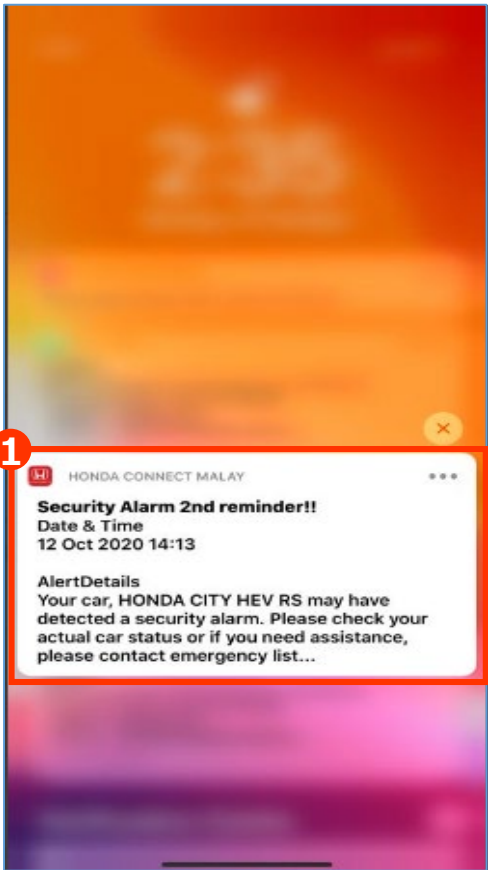 2:35
1
HONDA CONNECT MALAY
Security Alarm 2nd reminder!!
Date & Time
12 Oct 2020 14:13
AlertDetails
Your car, HONDA CITY HEV RS may have
detected a security alarm. Please check your
actual car status or if you need assistance,
please contact emergency list...